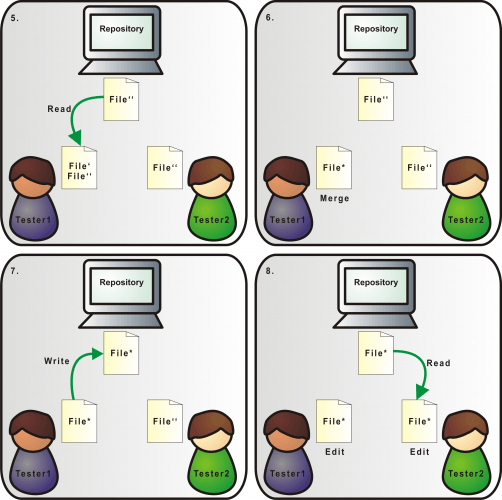 5.
Repository
File‘‘
Read
File‘
File‘‘
File‘‘
Tester1
Tester2
6.
Repository
File‘‘
File*
File‘‘
Merge
Tester1
Tester2
7.
Repository
File*
Write
File*
File‘‘
Tester1
Tester2
8.
Repository
File*
Read
File*
File*
Edit
Edit
Tester1
Tester2